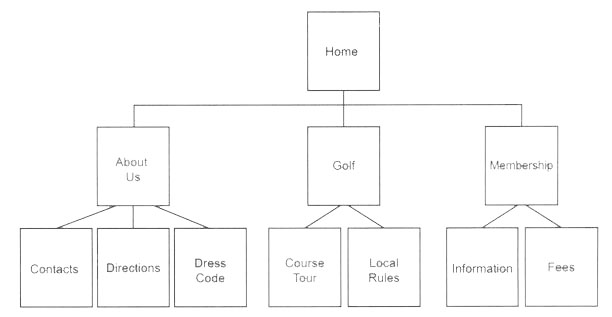 Home
About
Us
Golf
Membership
Contacts
Directions
Dress
Code
Course
Tour
Local
Rules
Information
Fees